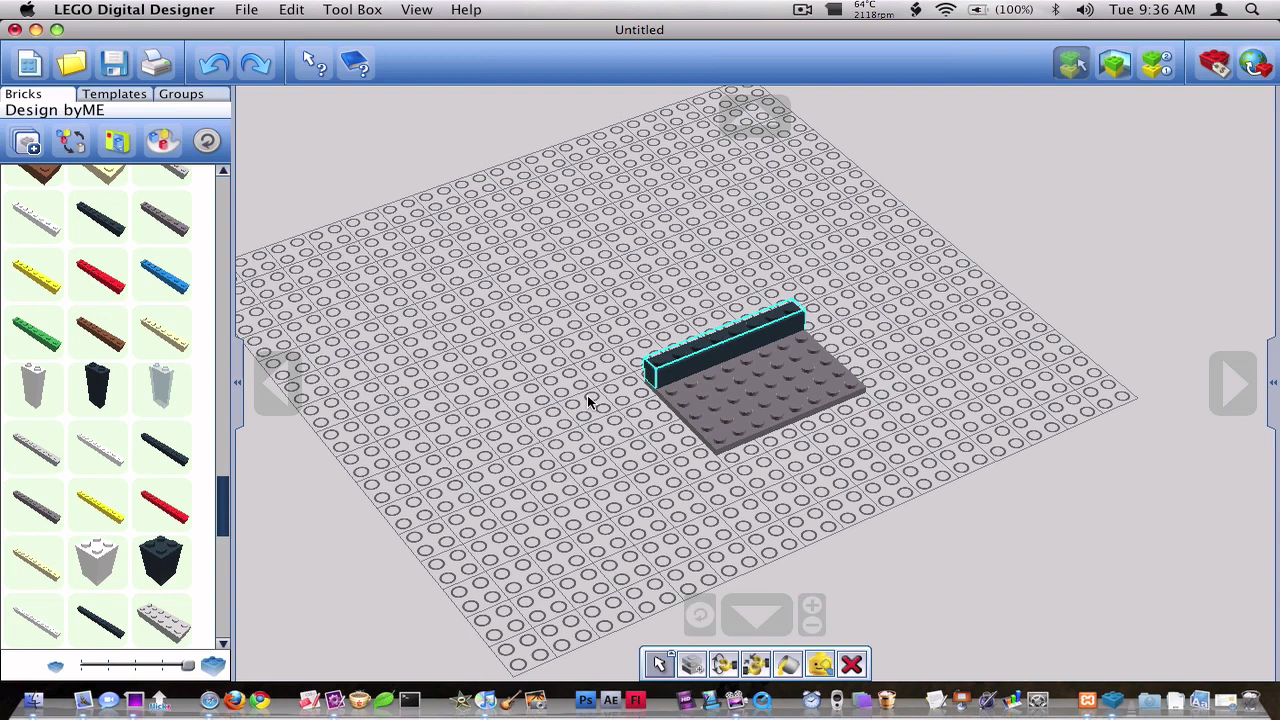 LEGO Digital Designer File Edit Tool Box View Help 64°C 2118rpm (100%) Tue 9:36 AM
Untitled
Bricks Templates Groups
Design byME
flickr
Ps Ae Fl